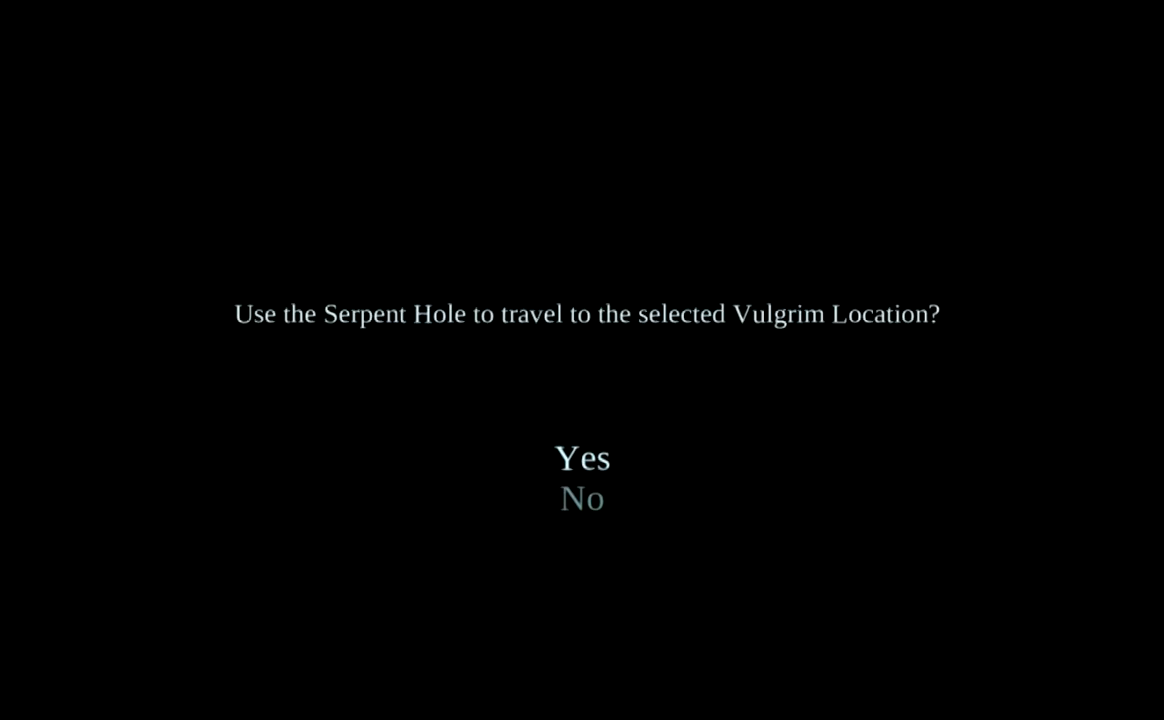 Use the Serpent Hole to travel to the selected Vulgrim Location?
Yes
No